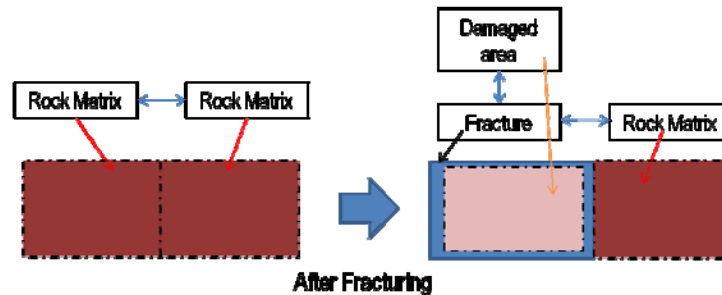 Damaged
area
Rock Matrix
Rock Matrix
Fracture
Rock Matrix
After Fracturing